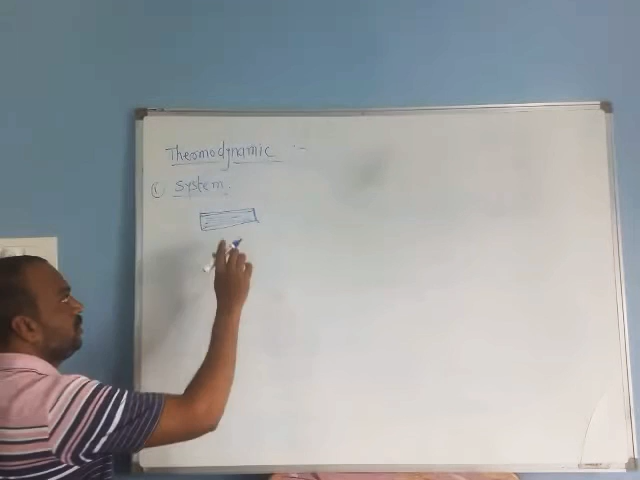 Thermodynamic :-
① System.